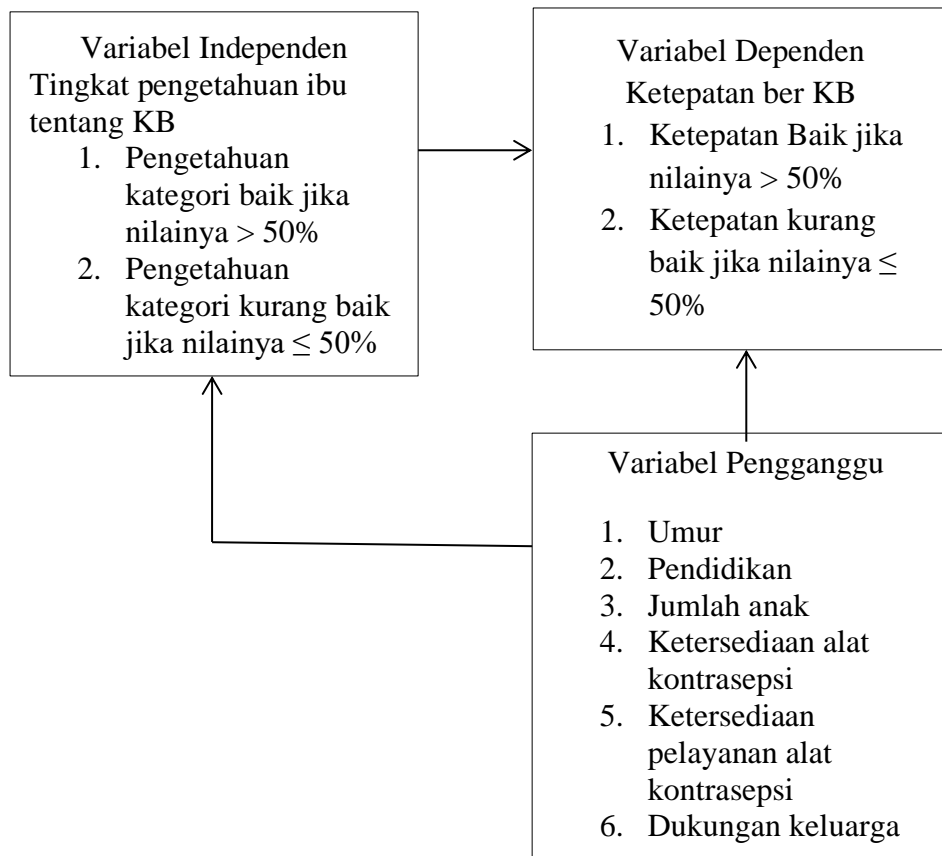 Variabel Independen
Tingkat pengetahuan ibu
tentang KB
1. Pengetahuan
kategori baik jika
nilainya > 50%
2. Pengetahuan
kategori kurang baik
jika nilainya ≤ 50%
Variabel Dependen
Ketepatan ber KB
1. Ketepatan Baik jika
nilainya > 50%
2. Ketepatan kurang
baik jika nilainya ≤
50%
Variabel Pengganggu
1. Umur
2. Pendidikan
3. Jumlah anak
4. Ketersediaan alat
kontrasepsi
5. Ketersediaan
pelayanan alat
kontrasepsi
6. Dukungan keluarga